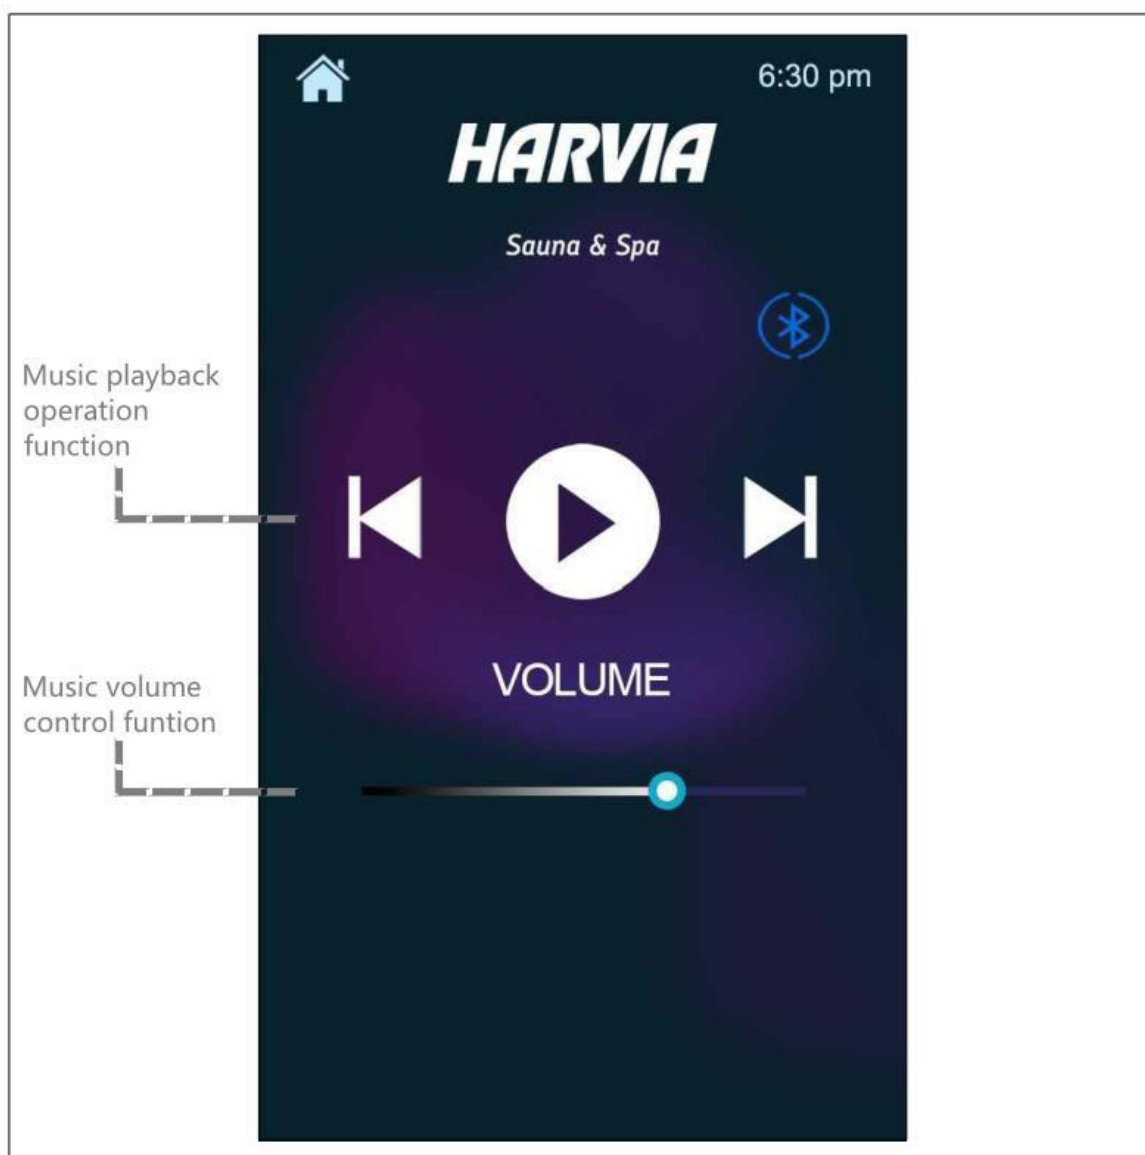 6:30 pm
HARVIA
Sauna & Spa
Music playback
operation
function
VOLUME
Music volume
control funtion